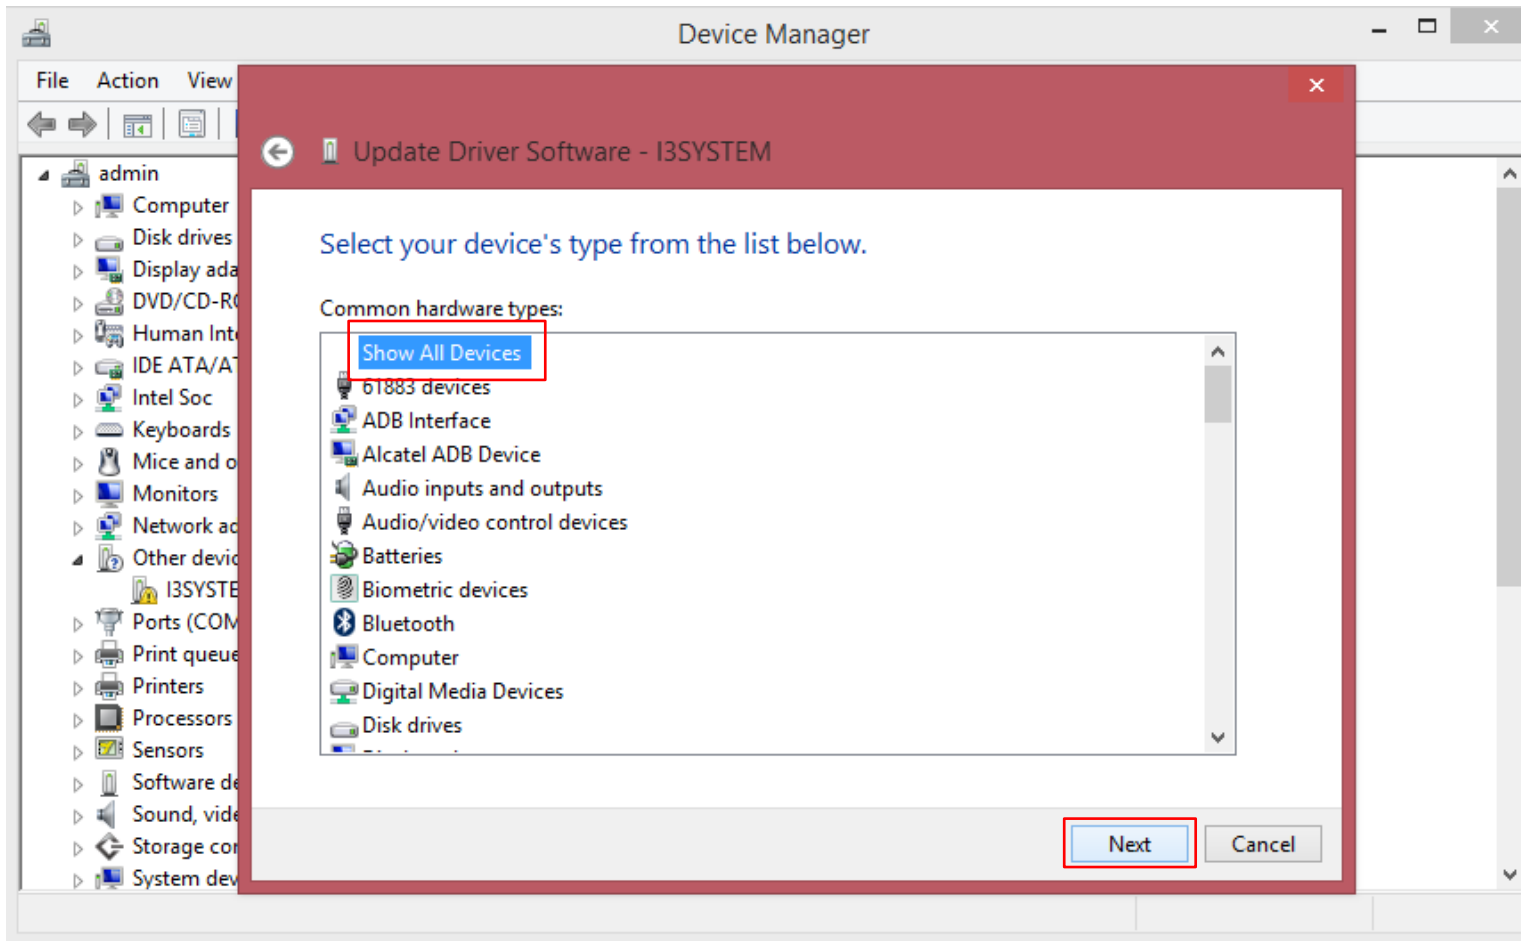 Device Manager
File Action View
Update Driver Software - I3SYSTEM
admin
Computer
Disk drives
Display ada
DVD/CD-R
Human Int
IDE ATA/A
Intel Soc
Keyboards
Mice and o
Monitors
Network ad
Other devic
I3SYSTE
Ports (COM
Print queue
Printers
Processors
Sensors
Software de
Sound, vide
Storage cor
System dev
Select your device's type from the list below.
Common hardware types:
Show All Devices
61883 devices
ADB Interface
Alcatel ADB Device
Audio inputs and outputs
Audio/video control devices
Batteries
Biometric devices
Bluetooth
Computer
Digital Media Devices
Disk drives
Next Cancel